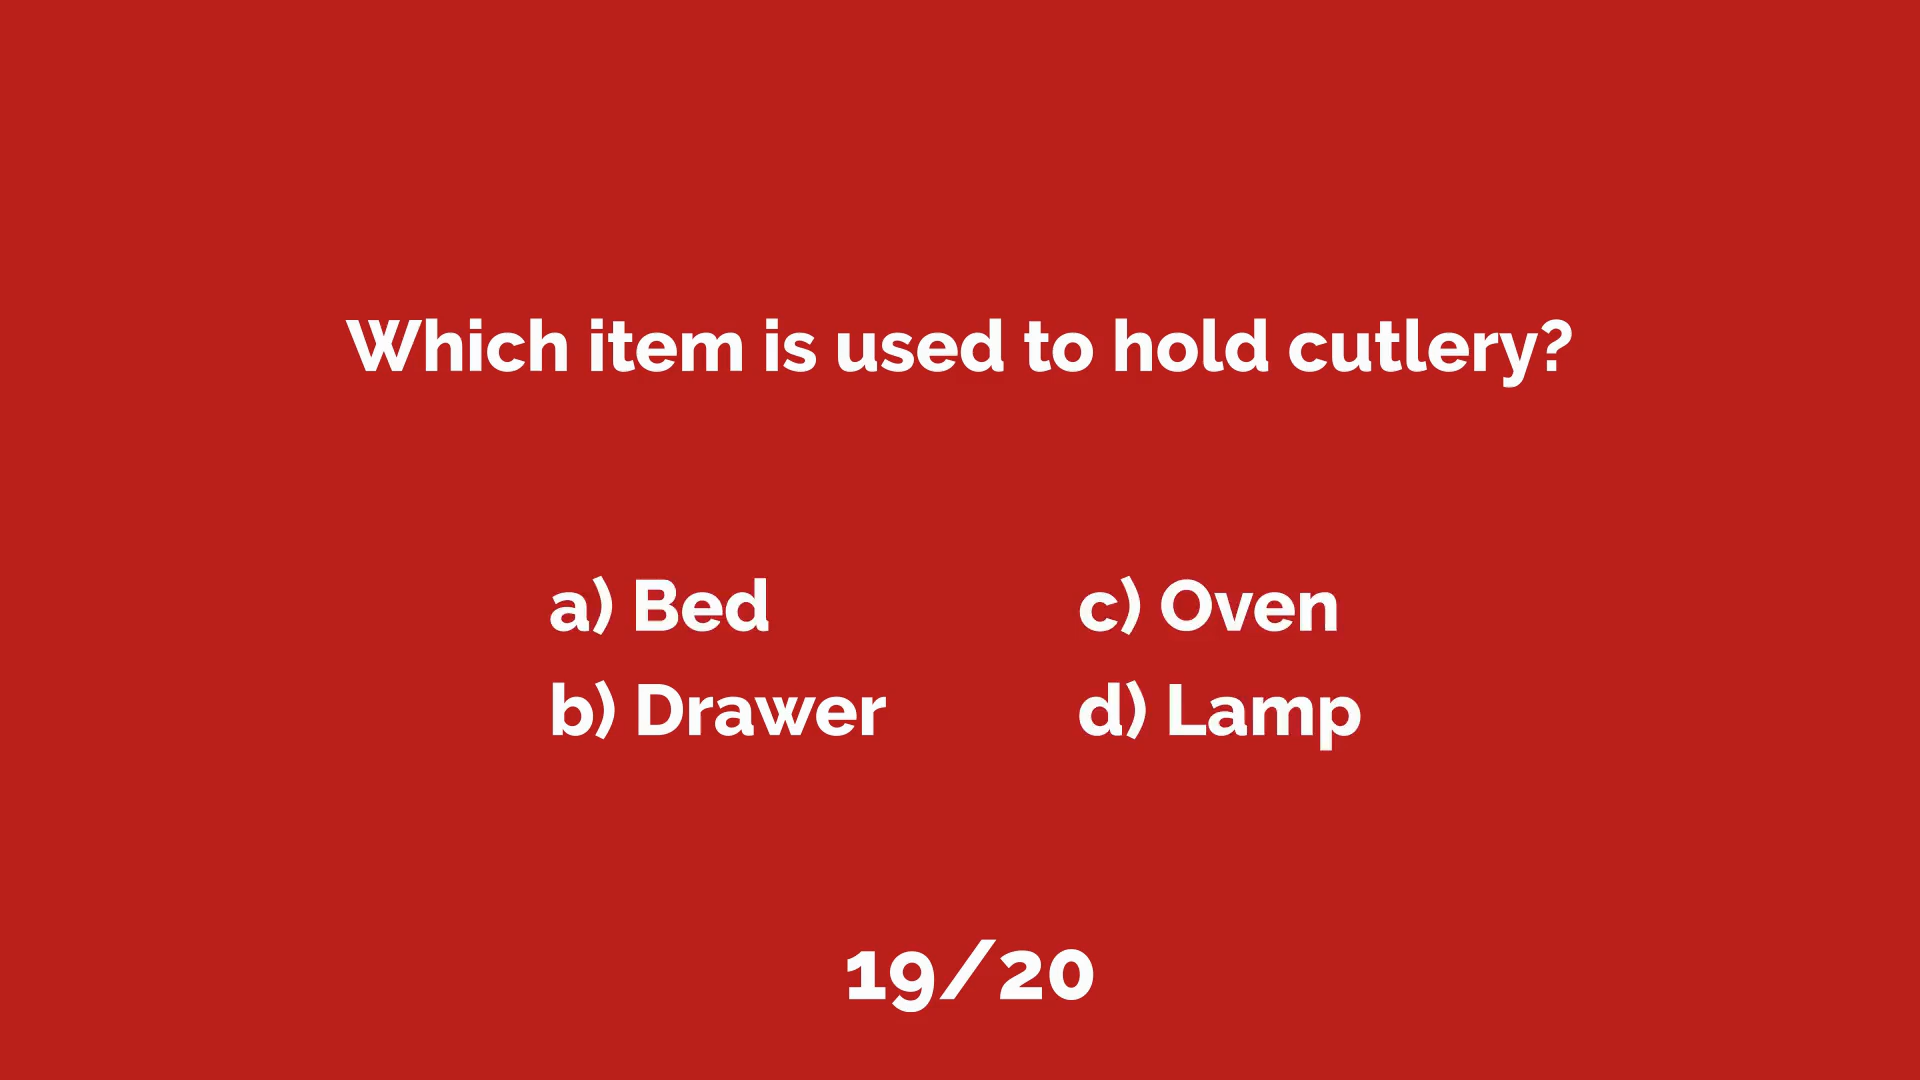 Which item is used to hold cutlery?
a) Bed
b) Drawer
c) Oven
d) Lamp
19/20